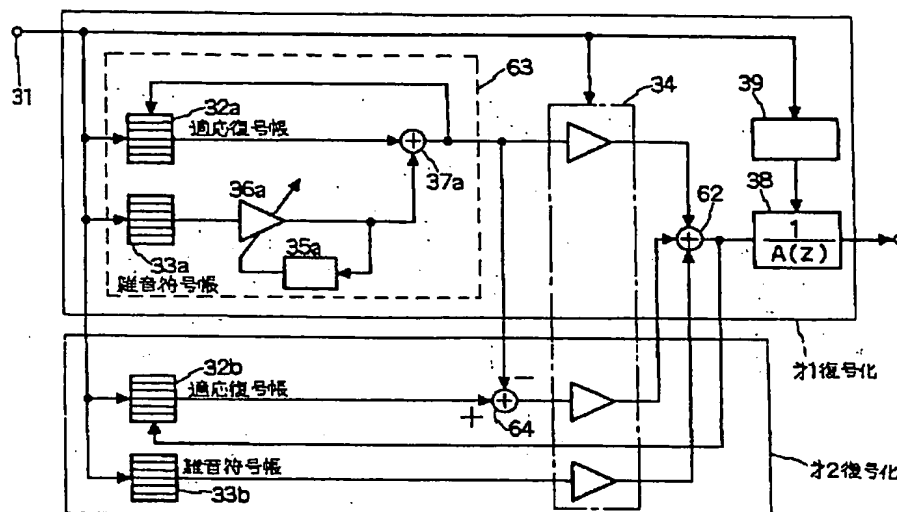 31
63
32a
適応復号帳
34
39
37a
36a
38
62
1
A(Z)
35a
33a
雑音符号帳
才1復号化
32b
適応復号帳
−
+
64
雑音符号帳
33b
才2復号化